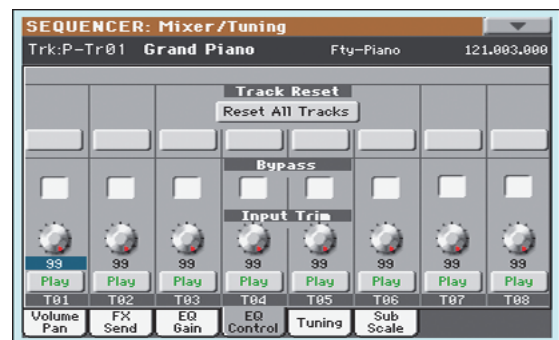 SEQUENCER: Mixer/Tuning
Trk:P-Tr01 Grand Piano Fty-Piano 121.003.000
Track Reset
Reset All Tracks
Bypass
Input Trim
99 99 99 99 99 99 99 99
Play Play Play Play Play Play Play Play
T01 T02 T03 T04 T05 T06 T07 T08
Volume Pan FX Send EQ Gain EQ Control Tuning Sub Scale